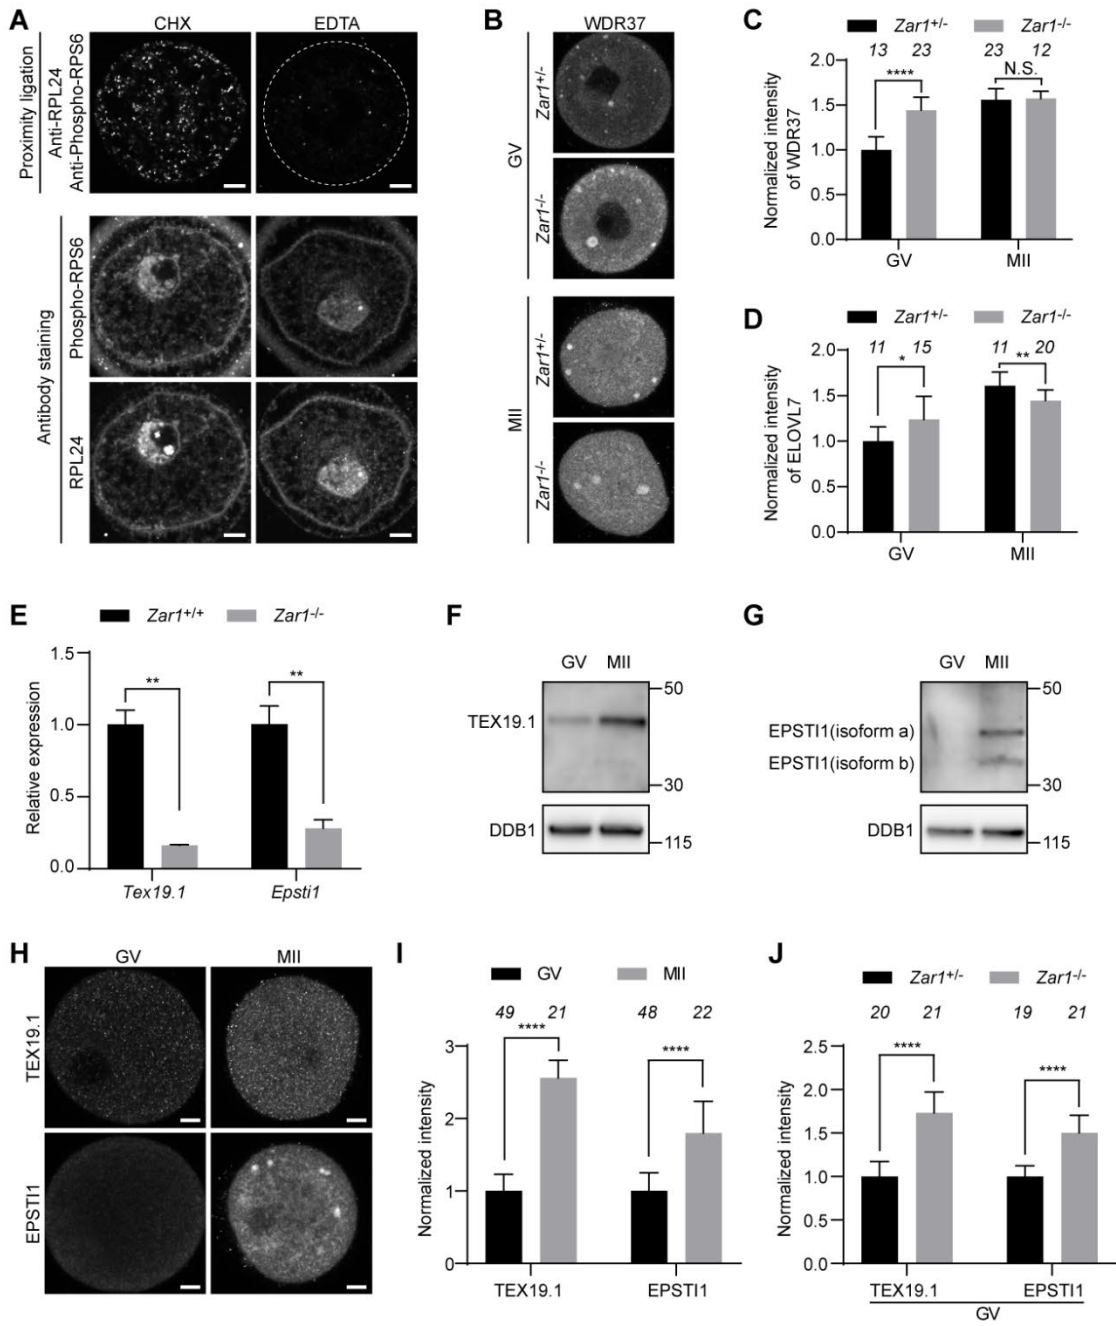 A
CHX
EDTA
Proximity ligation
Anti-RPL24
Anti-Phospho-RPS6
Antibody staining
Phospho-RPS6
RPL24
B
WDR37
GV
Zar1+/-
Zar1-/-
MII
Zar1+/-
Zar1-/-
C
Zar1+/-
Zar1-/-
13 23 23 12
**** N.S.
Normalized intensity
of WDR37
2.0
1.5
1.0
0.5
0.0
GV
MII
D
Zar1+/-
Zar1-/-
11 15 11 20
* **
Normalized intensity
of ELOVL7
2.0
1.5
1.0
0.5
0.0
GV
MII
E
Zar1+/+
Zar1-/-
** **
Relative expression
1.5
1.0
0.5
0.0
Tex19.1
Epsti1
F
GV MII
50
TEX19.1
30
DDB1
115
G
GV MII
50
EPSTI1(isoform a)
EPSTI1(isoform b)
30
DDB1
115
H
GV
MII
TEX19.1
EPSTI1
I
GV
MII
49 21 48 22
**** ****
Normalized intensity
3
2
1
0
TEX19.1
EPSTI1
J
Zar1+/-
Zar1-/-
20 21 19 21
**** ****
Normalized intensity
2.5
2.0
1.5
1.0
0.5
0.0
TEX19.1
EPSTI1
GV